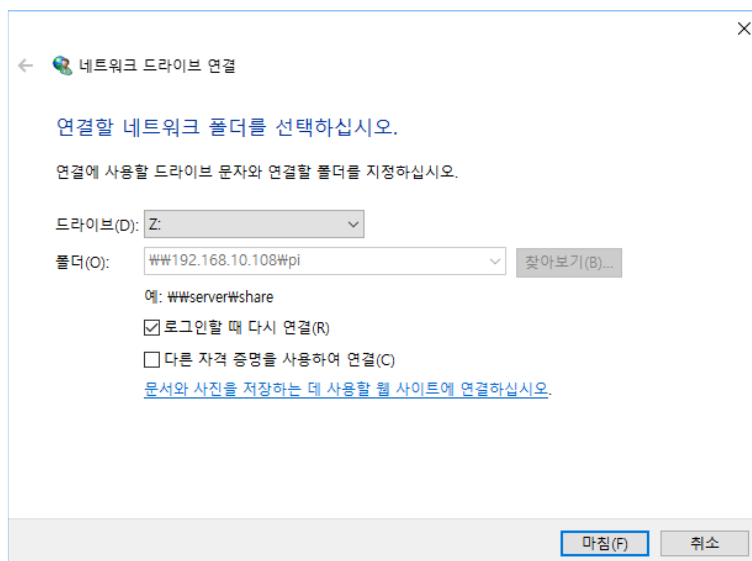 네트워크 드라이브 연결
연결할 네트워크 폴더를 선택하십시오.
연결에 사용할 드라이브 문자와 연결할 폴더를 지정하십시오.
드라이브(D): Z:
폴더(O): ₩₩192.168.10.108₩pi 찾아보기(B)...
예: ₩₩server₩share
로그인할 때 다시 연결(R)
다른 자격 증명을 사용하여 연결(C)
문서와 사진을 저장하는 데 사용할 웹 사이트에 연결하십시오.
마침(F) 취소